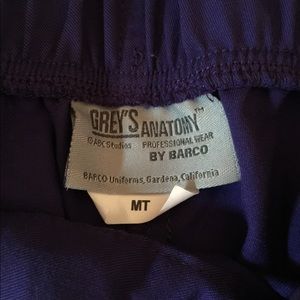 GREY'S ANATOMY™
©ABC Studios PROFESSIONAL WEAR
BY BARCO
BARCO Uniforms, Gardena, California
MT